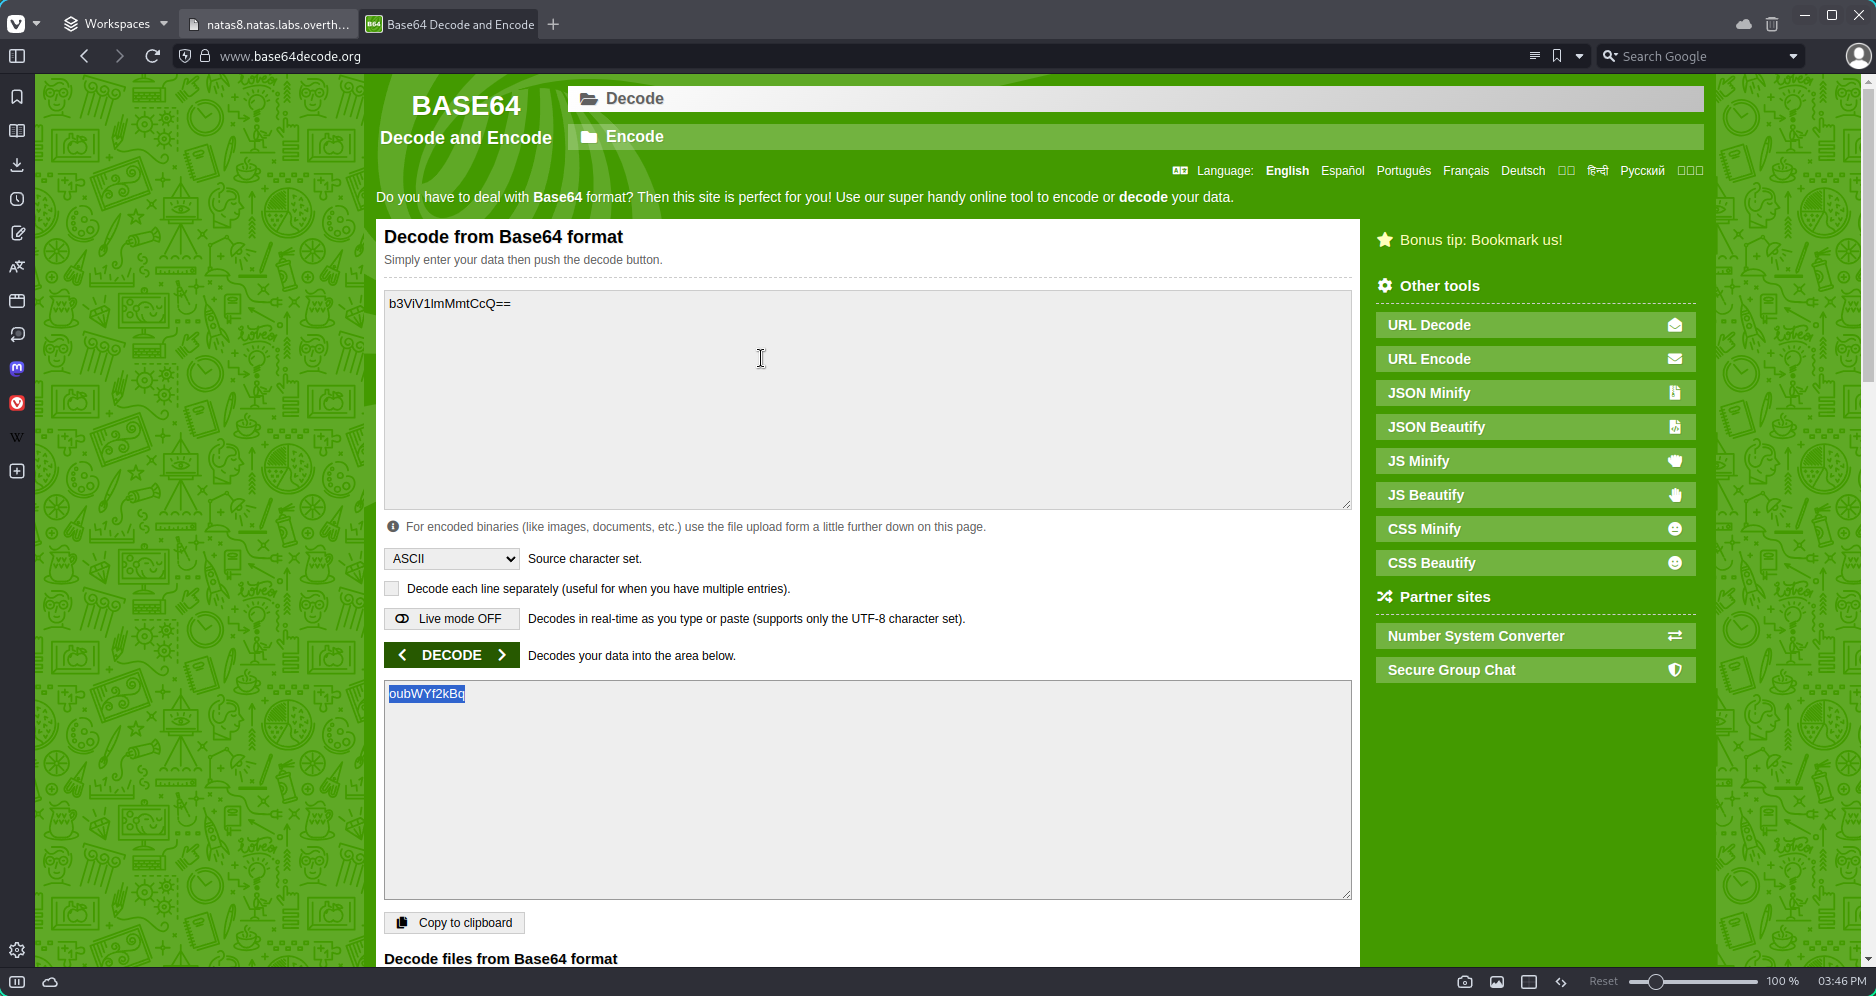 Workspaces
natas8.natas.labs.overth...
Base64 Decode and Encode
www.base64decode.org
Search Google
BASE64
Decode and Encode
Decode
Encode
Language: English Español Português Français Deutsch हिन्दी Русский
Do you have to deal with Base64 format? Then this site is perfect for you! Use our super handy online tool to encode or decode your data.
Decode from Base64 format
Simply enter your data then push the decode button.
b3ViV1lmMmtCcQ==
For encoded binaries (like images, documents, etc.) use the file upload form a little further down on this page.
ASCII Source character set.
Decode each line separately (useful for when you have multiple entries).
Live mode OFF Decodes in real-time as you type or paste (supports only the UTF-8 character set).
DECODE Decodes your data into the area below.
oubWYf2kBq
Copy to clipboard
Decode files from Base64 format
Bonus tip: Bookmark us!
Other tools
URL Decode
URL Encode
JSON Minify
JSON Beautify
JS Minify
JS Beautify
CSS Minify
CSS Beautify
Partner sites
Number System Converter
Secure Group Chat
Reset 100 % 03:46 PM